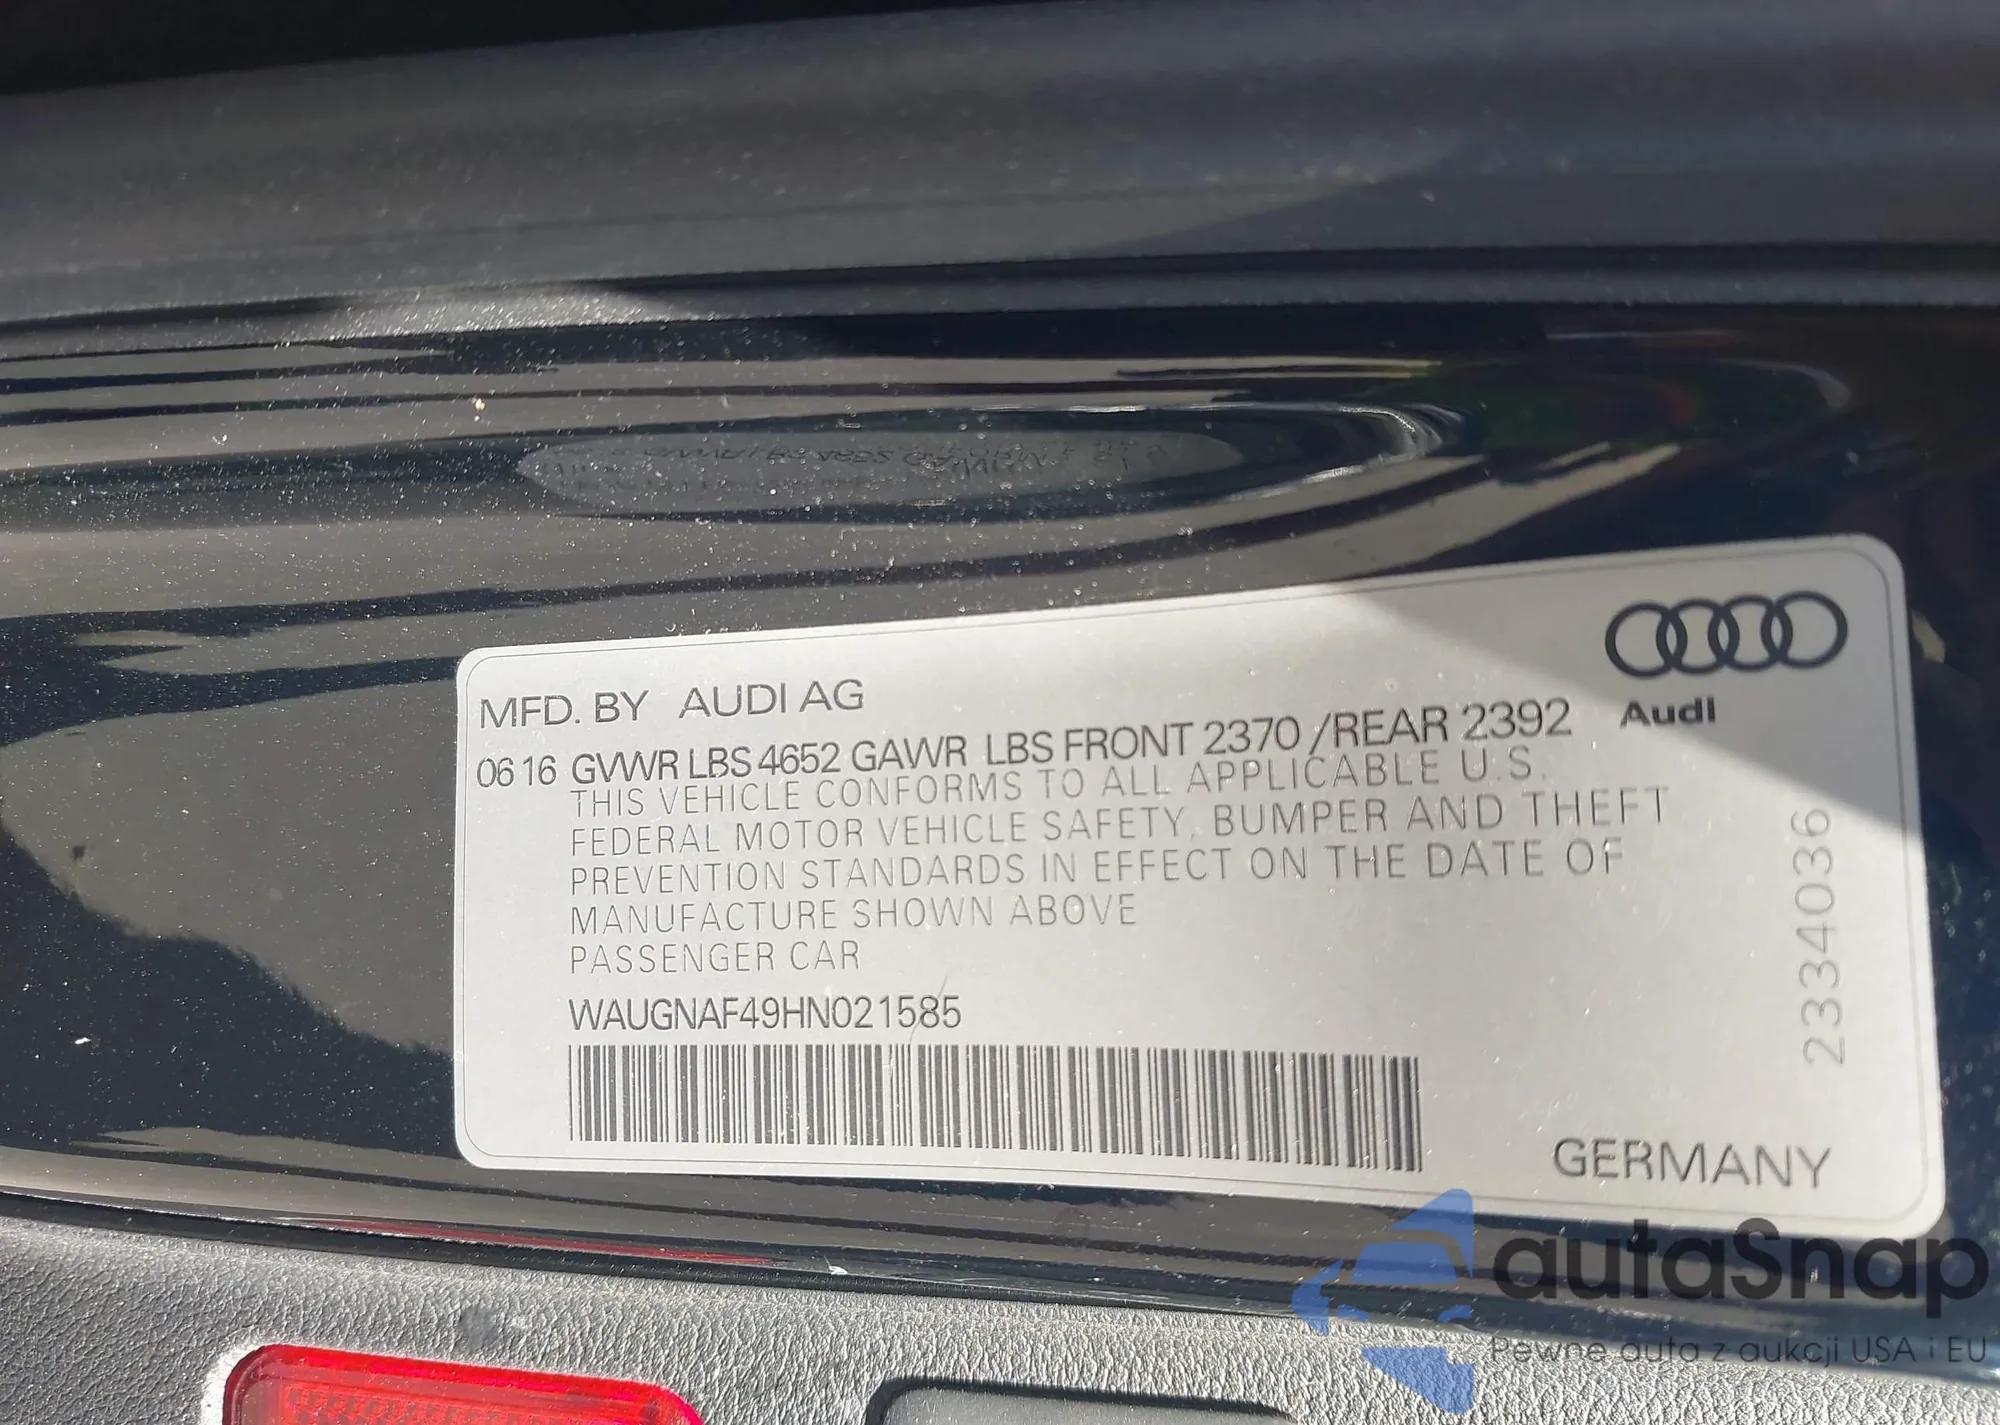 MFD. BY AUDI AG
Audi
06 16 GVWR LBS 4652 GAWR LBS FRONT 2370 /REAR 2392
THIS VEHICLE CONFORMS TO ALL APPLICABLE U.S.
FEDERAL MOTOR VEHICLE SAFETY, BUMPER AND THEFT
PREVENTION STANDARDS IN EFFECT ON THE DATE OF
MANUFACTURE SHOWN ABOVE
PASSENGER CAR
WAUGNAF49HN021585
2334036
GERMANY
autaSnap
Pewne auta z aukcji USA i EU